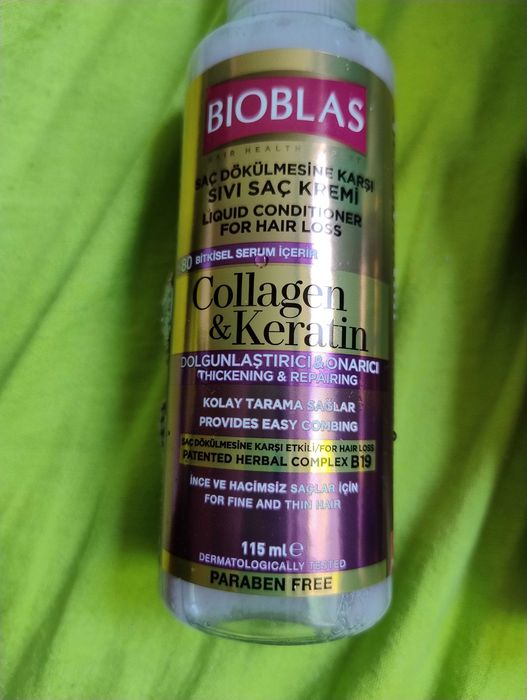 BIOBLAS
HAIR HEALTH
SAÇ DÖKÜLMESİNE KARŞI
SIVI SAÇ KREMİ
LIQUID CONDITIONER
FOR HAIR LOSS
BİTKİSEL SERUM İÇERİR
Collagen
&Keratin
DOLGUNLAŞTIRICI&ONARICI
THICKENING & REPAIRING
KOLAY TARAMA SAĞLAR
PROVIDES EASY COMBING
SAÇ DÖKÜLMESİNE KARŞI ETKİLİ/FOR HAIR LOSS
PATENTED HERBAL COMPLEX B19
İNCE VE HACİMSİZ SAÇLAR İÇİN
FOR FINE AND THIN HAIR
115 ml e
DERMATOLOGICALLY TESTED
PARABEN FREE